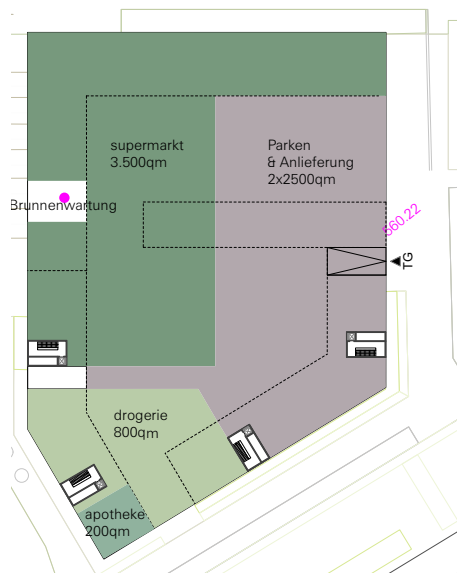 supermarkt
3.500qm
Parken
& Anlieferung
2x2500qm
Brunnenwartung
560.22
TG
drogerie
800qm
apotheke
200qm